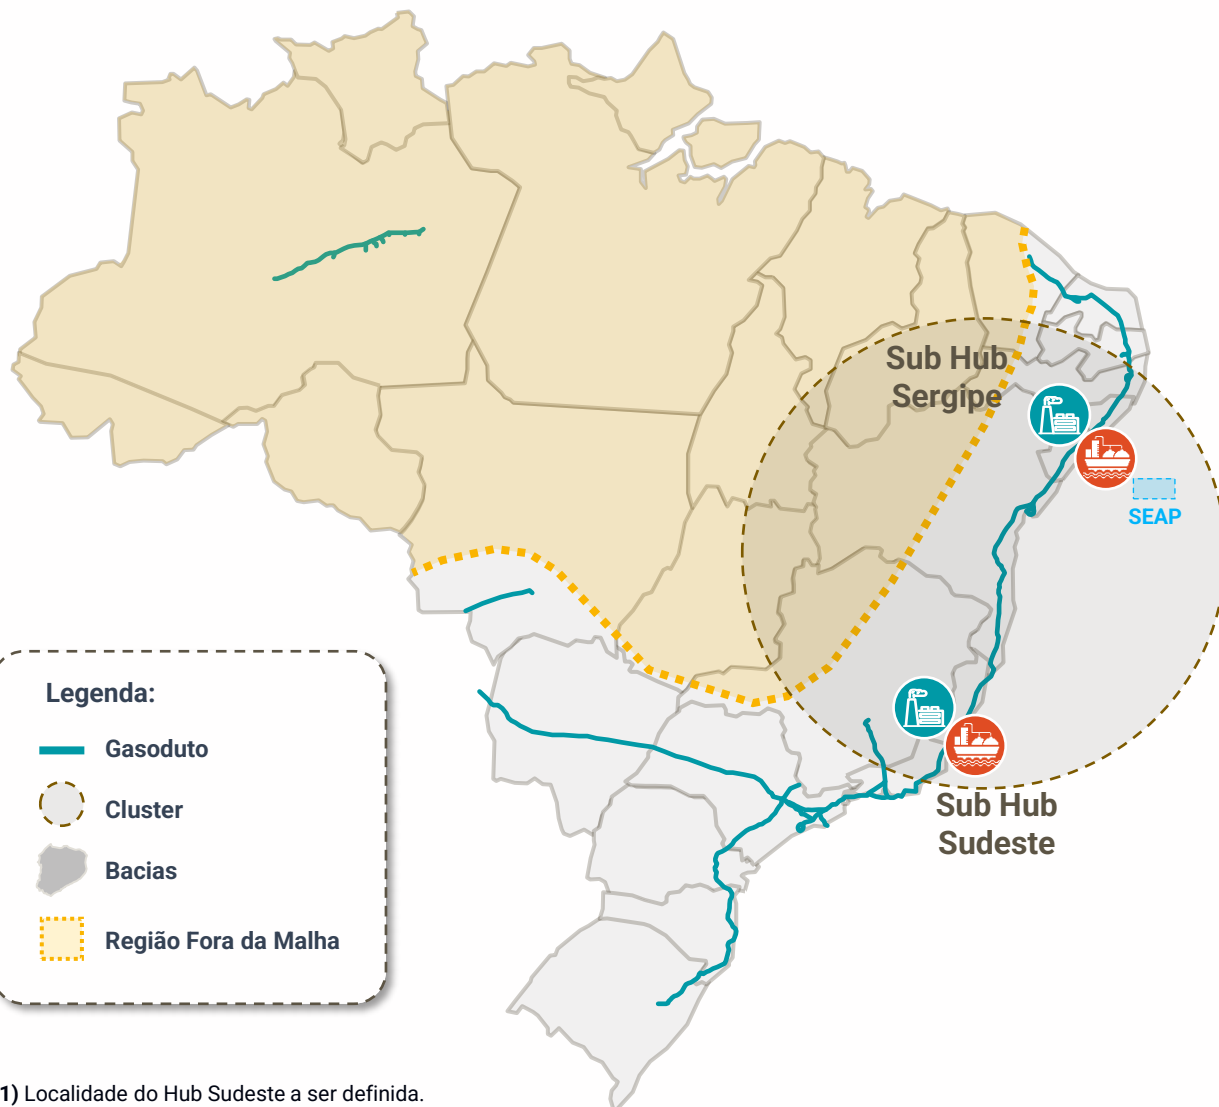 Sub Hub
Sergipe
SEAP
Legenda:
Gasoduto
Cluster
Bacias
Região Fora da Malha
Sub Hub
Sudeste
1) Localidade do Hub Sudeste a ser definida.